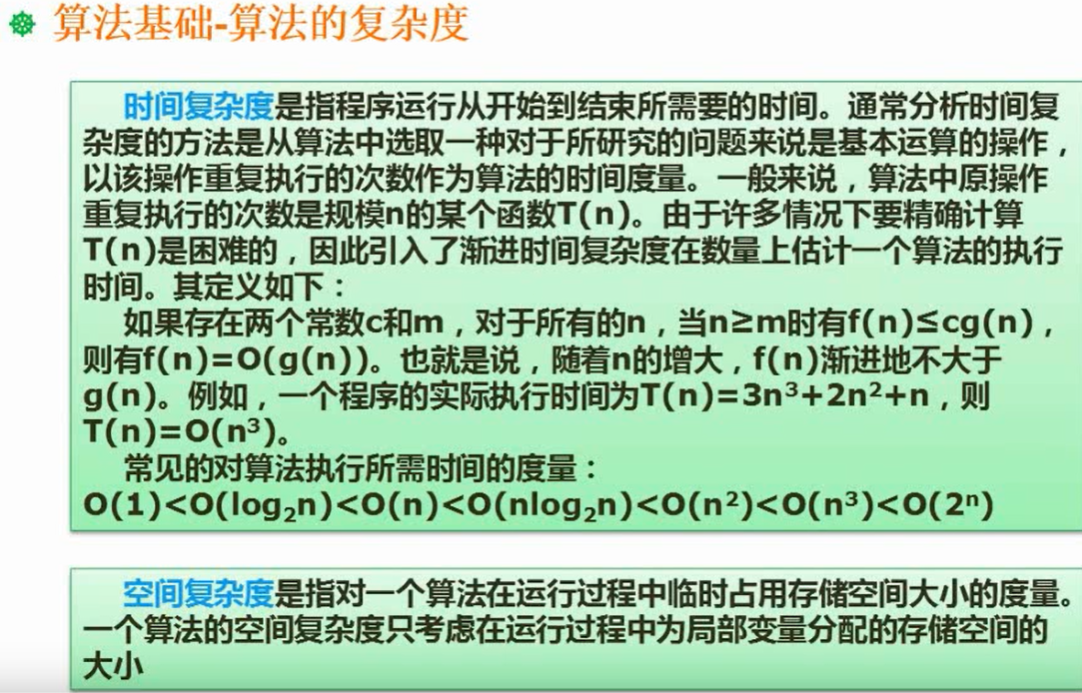 算法基础-算法的复杂度
时间复杂度是指程序运行从开始到结束所需要的时间。通常分析时间复
杂度的方法是从算法中选取一种对于所研究的问题来说是基本运算的操作，
以该操作重复执行的次数作为算法的时间度量。一般来说，算法中原操作
重复执行的次数是规模n的某个函数T(n)。由于许多情况下要精确计算
T(n)是困难的，因此引入了渐进时间复杂度在数量上估计一个算法的执行
时间。其定义如下：
如果存在两个常数c和m，对于所有的n，当n≥m时有f(n)≤cg(n)，
则有f(n)=O(g(n))。也就是说，随着n的增大，f(n)渐进地不大于
g(n)。例如，一个程序的实际执行时间为T(n)=3n³+2n²+n，则
T(n)=O(n³)。
常见的对算法执行所需时间的度量：
O(1)<O(log₂n)<O(n)<O(nlog₂n)<O(n²)<O(n³)<O(2ⁿ)
空间复杂度是指对一个算法在运行过程中临时占用存储空间大小的度量。
一个算法的空间复杂度只考虑在运行过程中为局部变量分配的存储空间的
大小